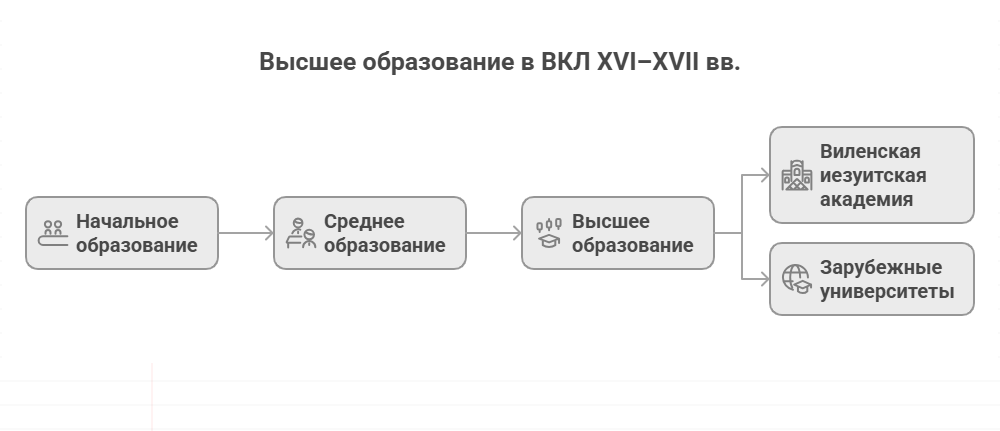 Высшее образование в ВКЛ XVI–XVII вв.
Начальное
образование
Среднее
образование
Высшее
образование
Виленская
иезуитская
академия
Зарубежные
университеты